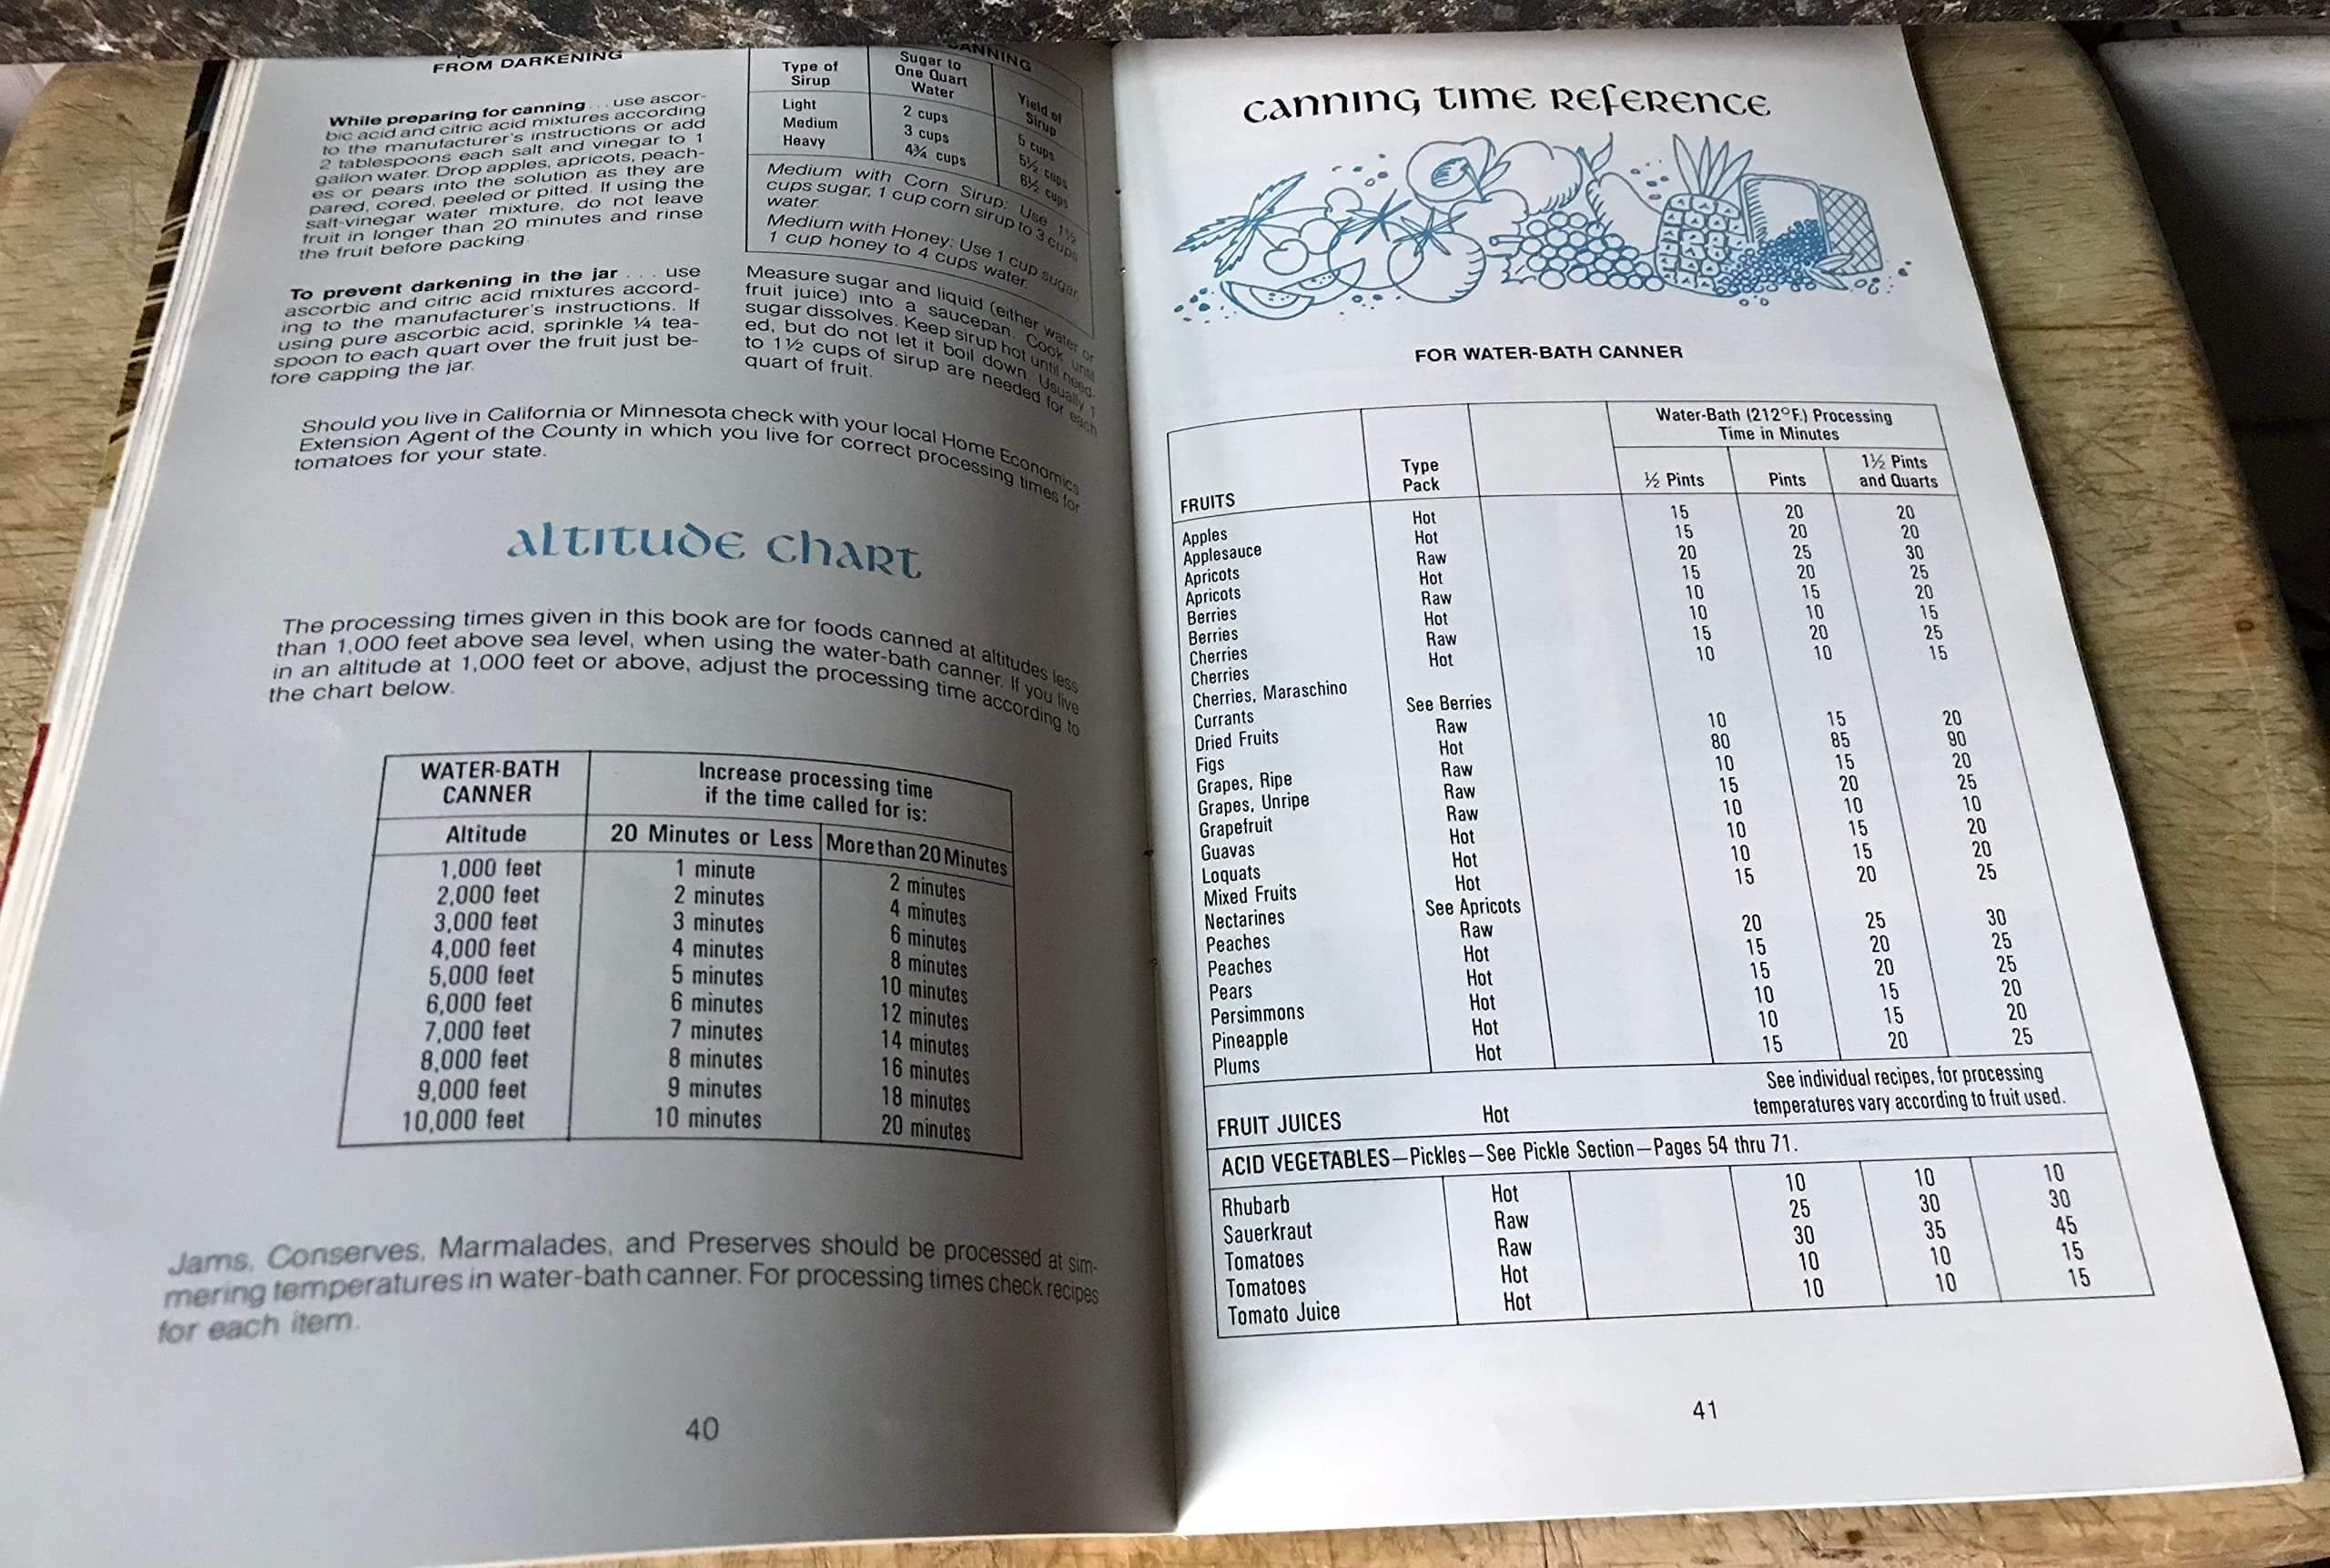 FROM DARKENING
While preparing for canning . . . use ascor-
bic acid and citric acid mixtures according
to the manufacturer's instructions or add
2 tablespoons each salt and vinegar to 1
gallon water. Drop apples, apricots, peach-
es or pears into the solution as they are
pared, cored, peeled or pitted. If using the
salt-vinegar water mixture, do not leave
fruit in longer than 20 minutes and rinse
the fruit before packing.
To prevent darkening in the jar . . . use
ascorbic and citric acid mixtures accord-
ing to the manufacturer's instructions. If
using pure ascorbic acid, sprinkle ¼ tea-
spoon to each quart over the fruit just be-
fore capping the jar.
CANNING
Type of Sirup Sugar to One Quart Water Yield of Sirup
Light 2 cups 5 cups
Medium 3 cups 5½ cups
Heavy 4¾ cups 6½ cups
Medium with Corn Sirup: Use 1½
cups sugar, 1 cup corn sirup to 3 cups
water.
Medium with Honey: Use 1 cup sugar,
1 cup honey to 4 cups water.
Measure sugar and liquid (either water or
fruit juice) into a saucepan. Cook until
sugar dissolves. Keep sirup hot until need-
ed, but do not let it boil down. Usually 1
to 1½ cups of sirup are needed for each
quart of fruit.
Should you live in California or Minnesota check with your local Home Economics
Extension Agent of the County in which you live for correct processing times for
tomatoes for your state.
altitude chart
The processing times given in this book are for foods canned at altitudes less
than 1,000 feet above sea level, when using the water-bath canner. If you live
in an altitude at 1,000 feet or above, adjust the processing time according to
the chart below.
WATER-BATH CANNER Increase processing time
if the time called for is:
Altitude 20 Minutes or Less More than 20 Minutes
1,000 feet 1 minute 2 minutes
2,000 feet 2 minutes 4 minutes
3,000 feet 3 minutes 6 minutes
4,000 feet 4 minutes 8 minutes
5,000 feet 5 minutes 10 minutes
6,000 feet 6 minutes 12 minutes
7,000 feet 7 minutes 14 minutes
8,000 feet 8 minutes 16 minutes
9,000 feet 9 minutes 18 minutes
10,000 feet 10 minutes 20 minutes
Jams, Conserves, Marmalades, and Preserves should be processed at sim-
mering temperatures in water-bath canner. For processing times check recipes
for each item.
40
canning time reference
FOR WATER-BATH CANNER
Water-Bath (212°F.) Processing
Time in Minutes
FRUITS Type Pack ½ Pints Pints 1½ Pints and Quarts
Apples Hot 15 20 20
Applesauce Hot 15 20 20
Apricots Raw 20 25 30
Apricots Hot 15 20 25
Berries Raw 10 15 20
Berries Hot 10 10 15
Cherries Raw 15 20 25
Cherries Hot 10 10 15
Cherries, Maraschino
Currants See Berries
Dried Fruits Raw 10 15 20
Figs Hot 80 85 90
Grapes, Ripe Raw 10 15 20
Grapes, Unripe Raw 15 20 25
Grapefruit Raw 10 10 10
Guavas Hot 10 15 20
Loquats Hot 10 15 20
Mixed Fruits Hot 15 20 25
Nectarines See Apricots
Peaches Raw 20 25 30
Peaches Hot 15 20 25
Pears Hot 15 20 25
Persimmons Hot 10 15 20
Pineapple Hot 10 15 20
Plums Hot 15 20 25
FRUIT JUICES Hot See individual recipes, for processing
temperatures vary according to fruit used.
ACID VEGETABLES—Pickles—See Pickle Section—Pages 54 thru 71.
Rhubarb Hot 10 10 10
Sauerkraut Raw 25 30 30
Tomatoes Raw 30 35 45
Tomatoes Hot 10 10 15
Tomato Juice Hot 10 10 15
41